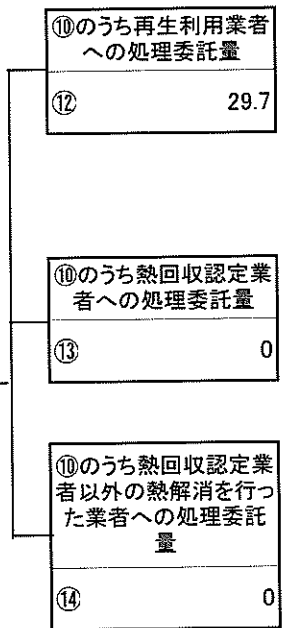 ⑩のうち再生利用業者
への処理委託量
⑫ 29.7
⑩のうち熱回収認定業
者への処理委託量
⑬ 0
⑩のうち熱回収認定業
者以外の熱解消を行っ
た業者への処理委託
量
⑭ 0